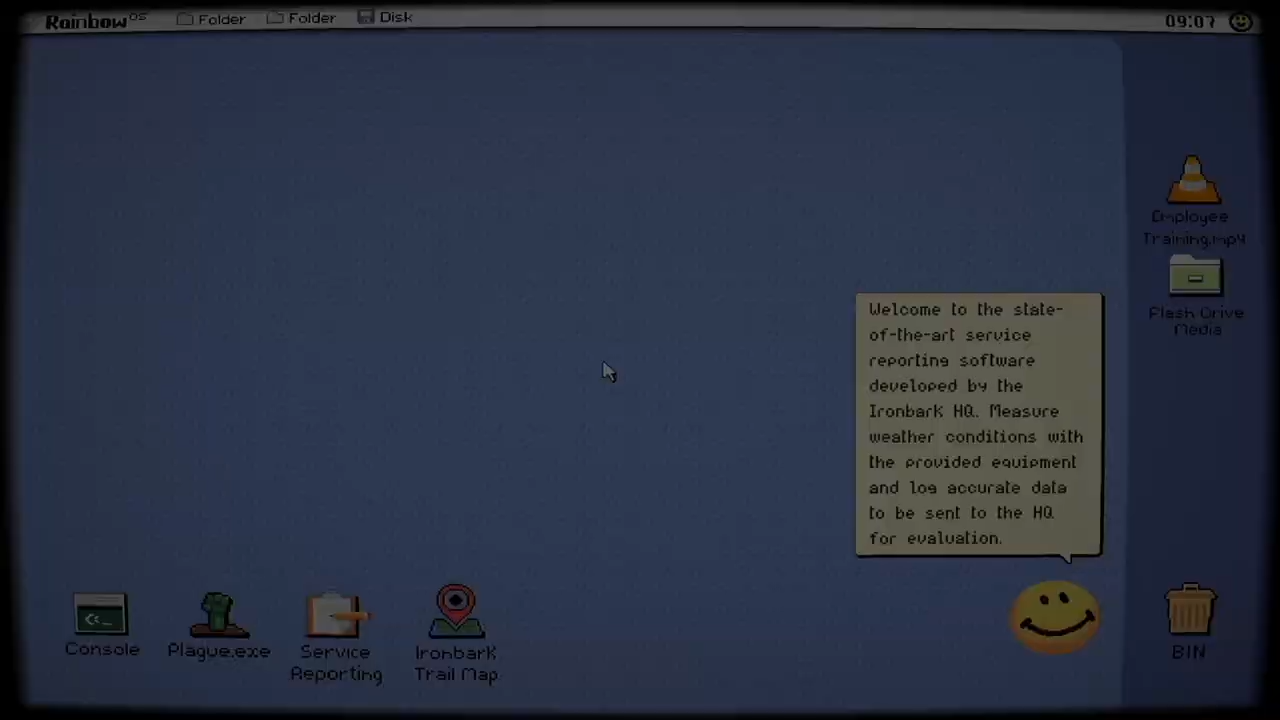 RainbowOS
Folder
Folder
Disk
09:07
Employee
Training.mp4
Flash Drive
Media
Welcome to the state-
of-the-art service
reporting software
developed by the
Ironbark HQ. Measure
weather conditions with
the provided equipment
and log accurate data
to be sent to the HQ
for evaluation.
Console
Plague.exe
Service
Reporting
Ironbark
Trail Map
BIN